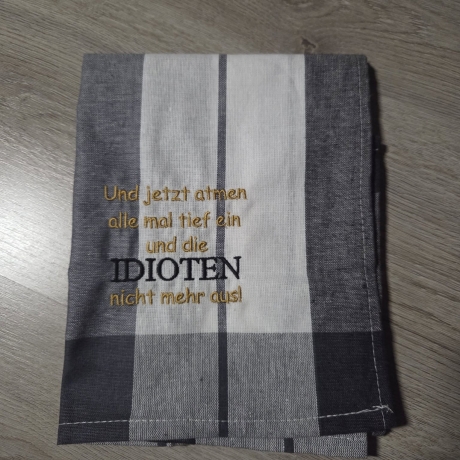 Und jetzt atmen
alle mal tief ein
und die
IDIOTEN
nicht mehr aus!